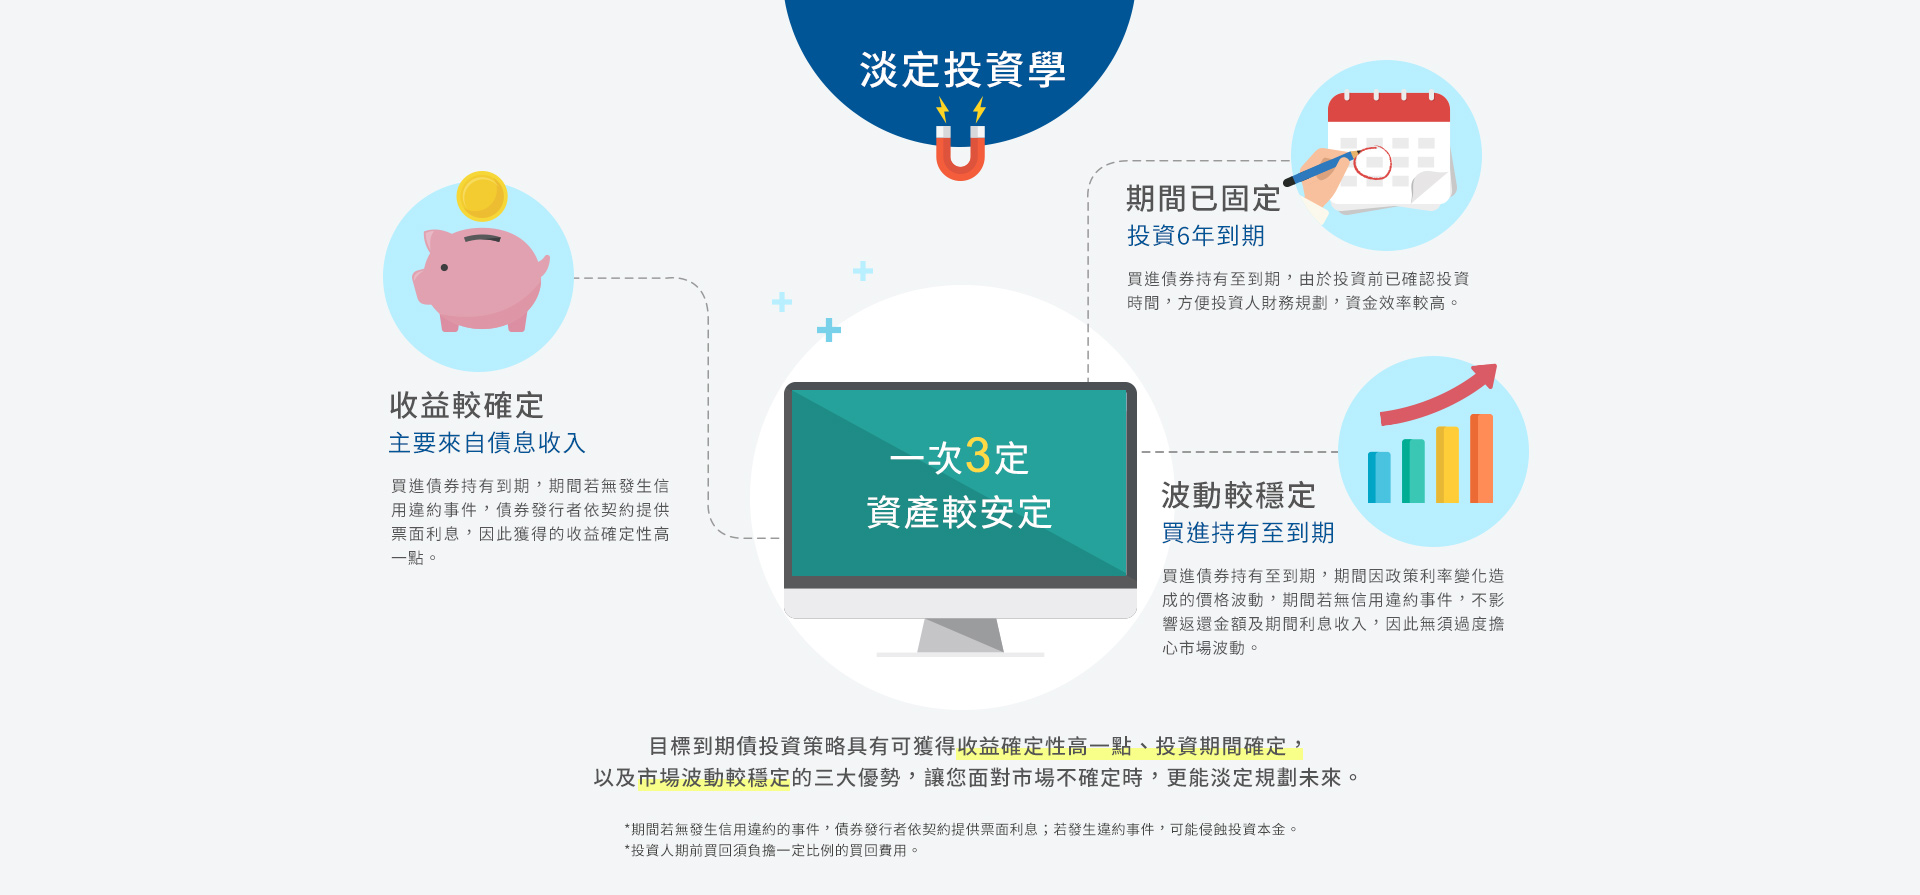 淡定投資學
收益較確定
主要來自債息收入
買進債券持有到期，期間若無發生信
用違約事件，債券發行者依契約提供
票面利息，因此獲得的收益確定性高
一點。
一次3定
資產較安定
期間已固定
投資6年到期
買進債券持有至到期，由於投資前已確認投資
時間，方便投資人財務規劃，資金效率較高。
波動較穩定
買進持有至到期
買進債券持有至到期，期間因政策利率變化造
成的價格波動，期間若無信用違約事件，不影
響返還金額及期間利息收入，因此無須過度擔
心市場波動。
目標到期債投資策略具有可獲得收益確定性高一點、投資期間確定，
以及市場波動較穩定的三大優勢，讓您面對市場不確定時，更能淡定規劃未來。
*期間若無發生信用違約的事件，債券發行者依契約提供票面利息；若發生違約事件，可能侵蝕投資本金。
*投資人期前買回須負擔一定比例的買回費用。